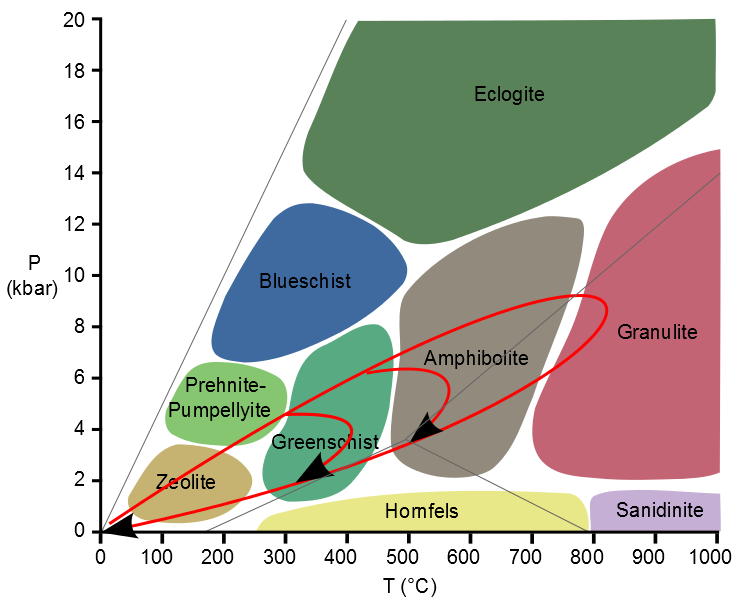 20
18
Eclogite
16
14
12
P
(kbar)
10
Blueschist
8
Granulite
Amphibolite
6
Prehnite-
Pumpellyite
4
Greenschist
2
Zeolite
Hornfels
Sanidinite
0
0 100 200 300 400 500 600 700 800 900 1000
T (°C)